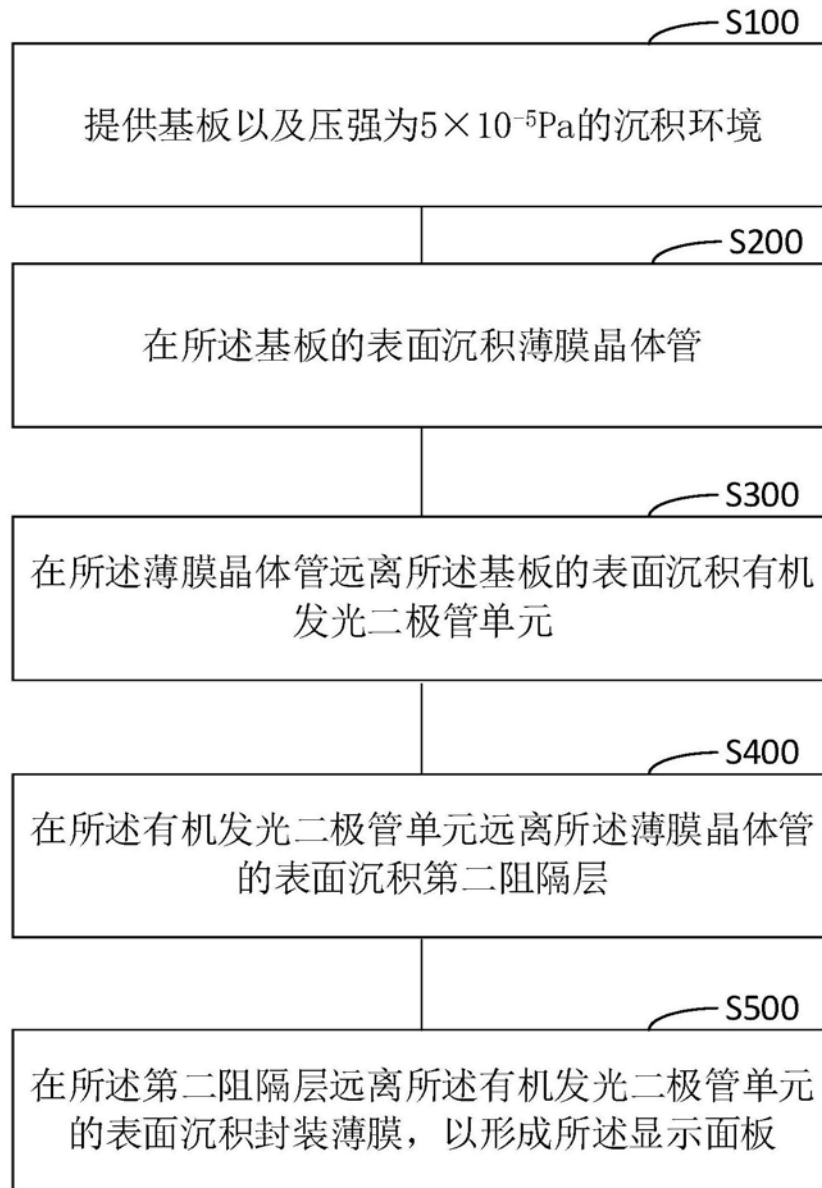 S100
提供基板以及压强为5×10⁻⁵Pa的沉积环境
S200
在所述基板的表面沉积薄膜晶体管
S300
在所述薄膜晶体管远离所述基板的表面沉积有机
发光二极管单元
S400
在所述有机发光二极管单元远离所述薄膜晶体管
的表面沉积第二阻隔层
S500
在所述第二阻隔层远离所述有机发光二极管单元
的表面沉积封装薄膜，以形成所述显示面板